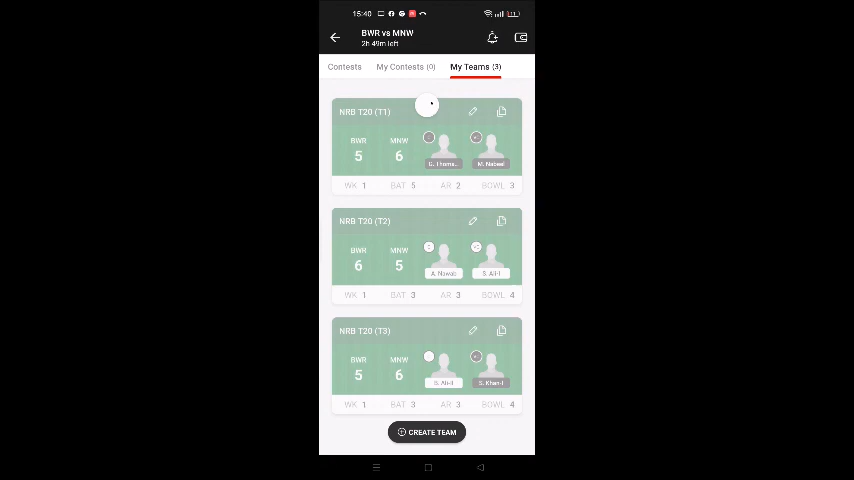 15:40
BWR vs MNW
2h 49m left
Contests
My Contests (0)
My Teams (3)
NRB T20 (T1)
BWR
MNW
5
6
G. Thoma...
M. Nabeel
WK 1
BAT 5
AR 2
BOWL 3
NRB T20 (T2)
BWR
MNW
6
5
A. Nawab
S. Ali-I
WK 1
BAT 3
AR 3
BOWL 4
NRB T20 (T3)
BWR
MNW
5
6
S. Khan-I
WK 1
BAT 3
AR 3
BOWL 4
CREATE TEAM